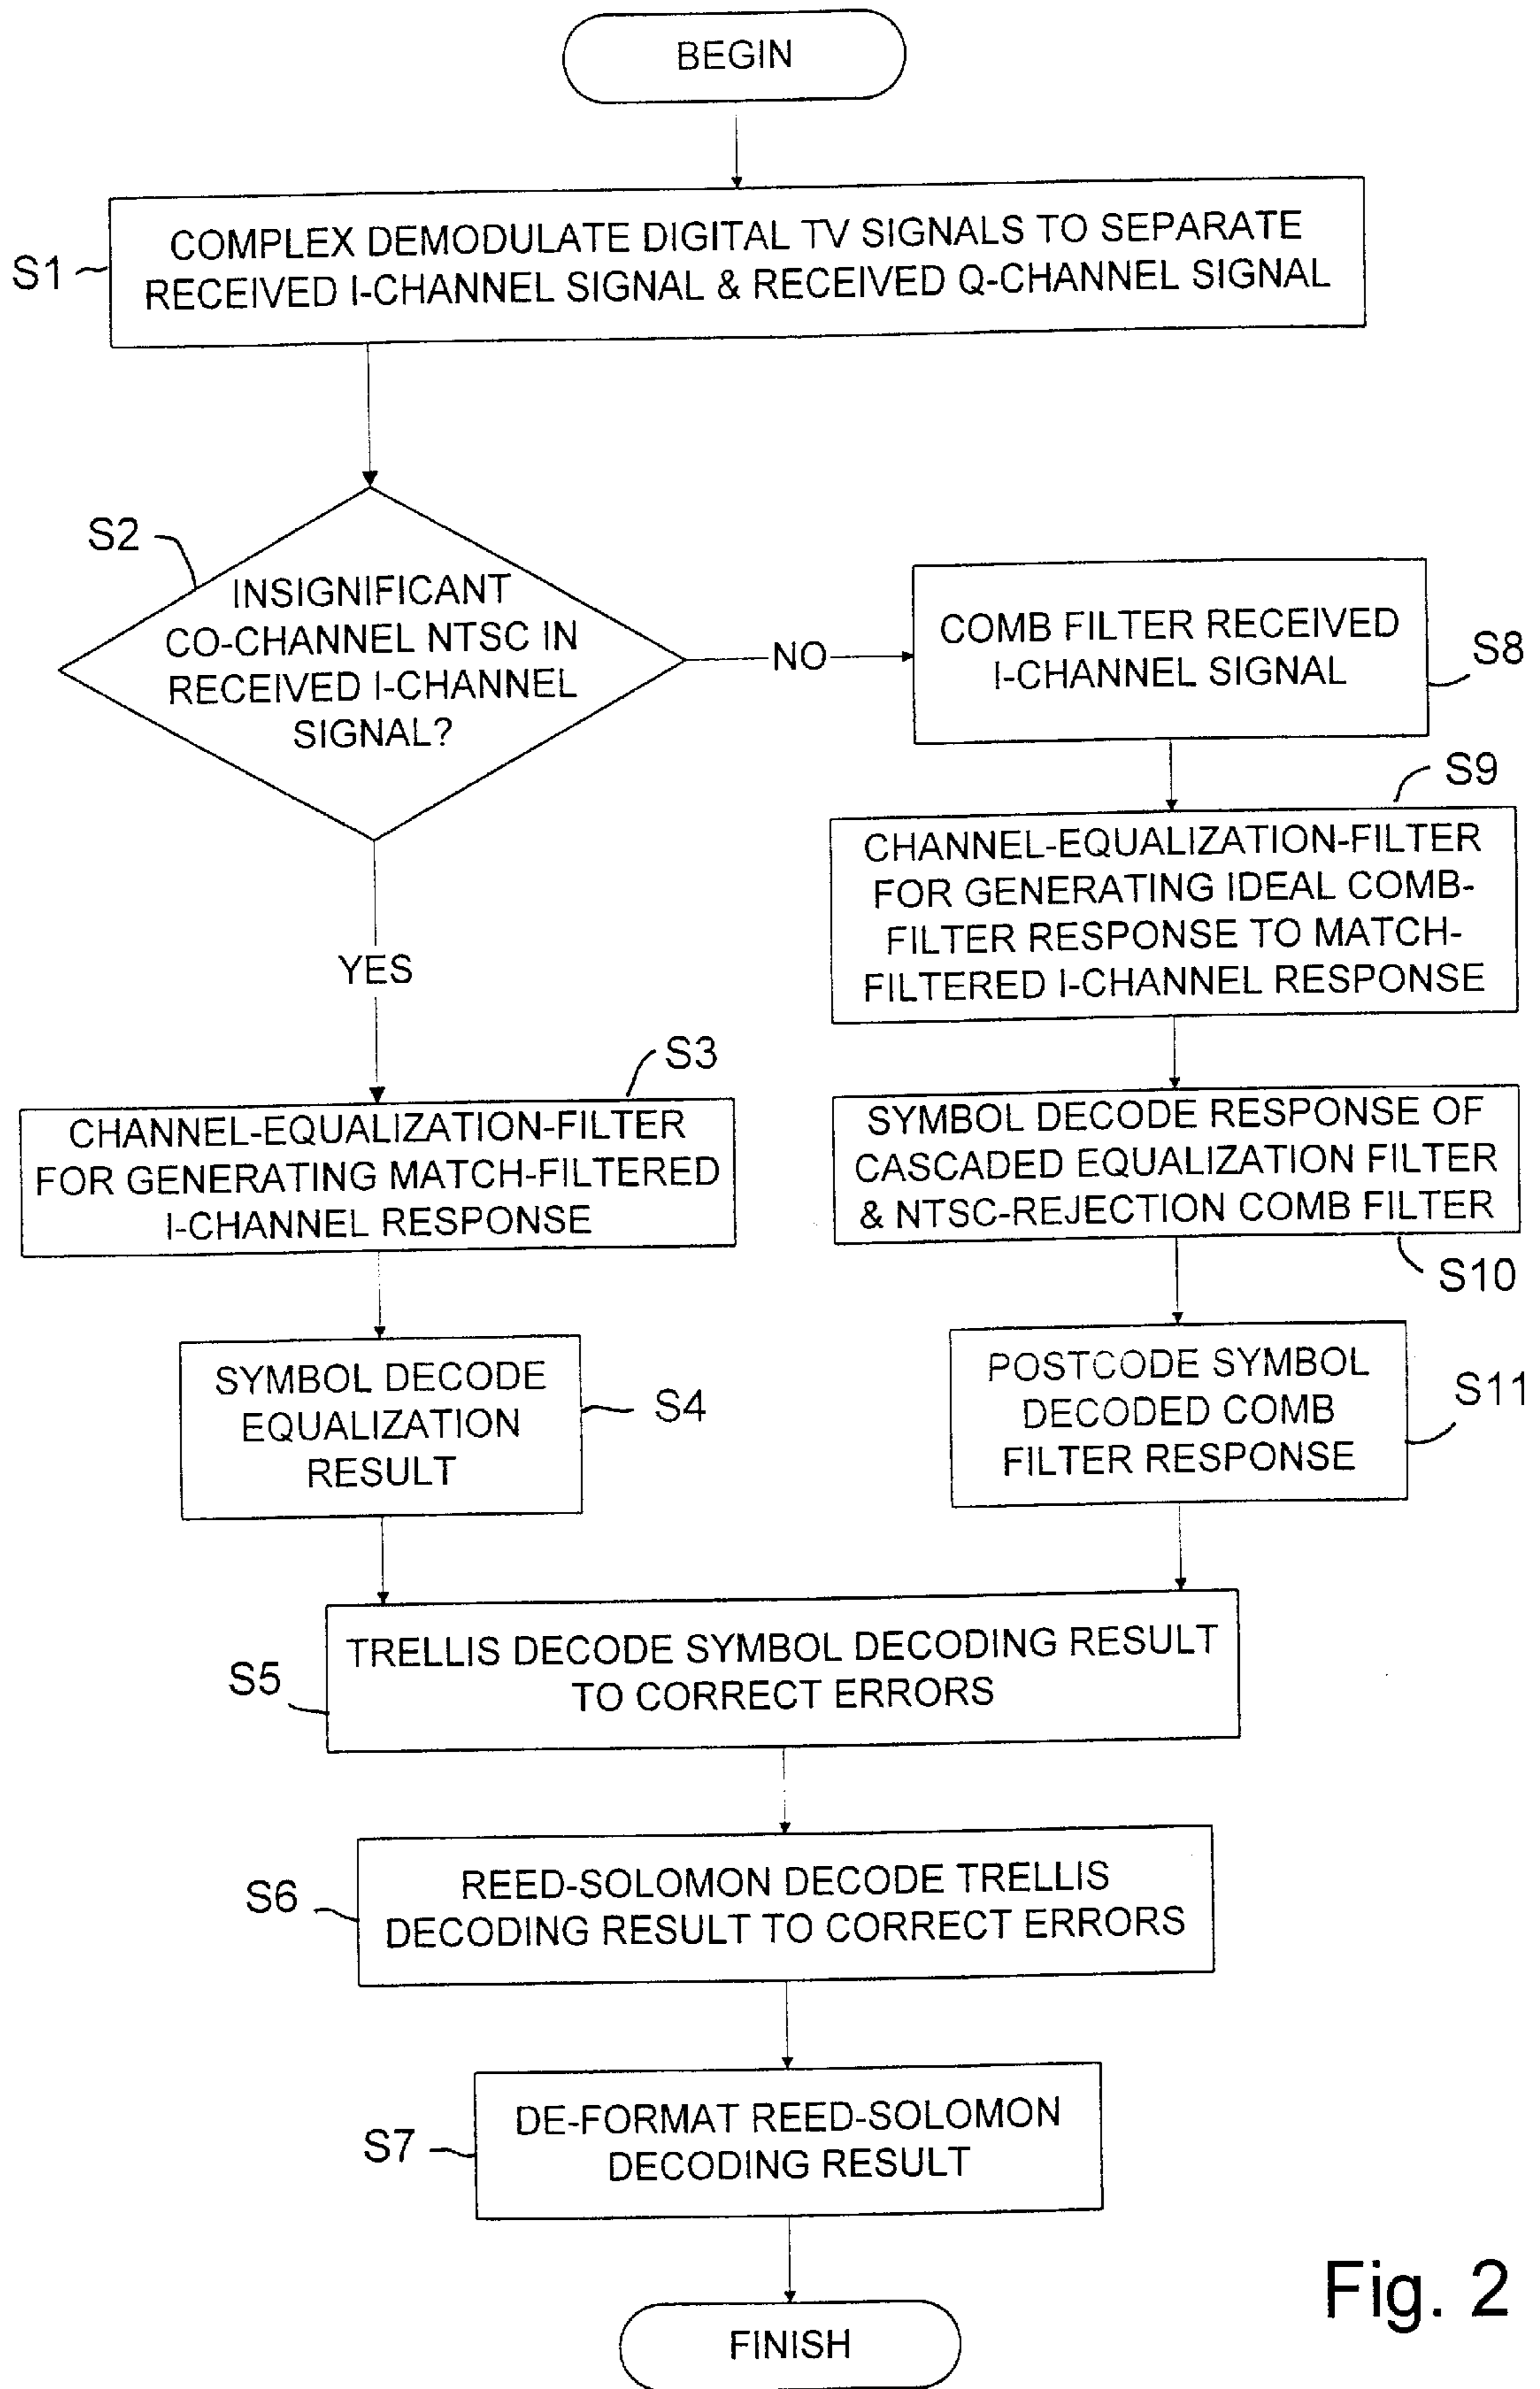 BEGIN
COMPLEX DEMODULATE DIGITAL TV SIGNALS TO SEPARATE
RECEIVED I-CHANNEL SIGNAL & RECEIVED Q-CHANNEL SIGNAL
S1
S2
INSIGNIFICANT
CO-CHANNEL NTSC IN
RECEIVED I-CHANNEL
SIGNAL?
NO
COMB FILTER RECEIVED
I-CHANNEL SIGNAL
S8
S9
CHANNEL-EQUALIZATION-FILTER
FOR GENERATING IDEAL COMB-
FILTER RESPONSE TO MATCH-
FILTERED I-CHANNEL RESPONSE
YES
S3
CHANNEL-EQUALIZATION-FILTER
FOR GENERATING MATCH-FILTERED
I-CHANNEL RESPONSE
SYMBOL DECODE RESPONSE OF
CASCADED EQUALIZATION FILTER
& NTSC-REJECTION COMB FILTER
S10
SYMBOL DECODE
EQUALIZATION
RESULT
S4
POSTCODE SYMBOL
DECODED COMB
FILTER RESPONSE
S11
TRELLIS DECODE SYMBOL DECODING RESULT
TO CORRECT ERRORS
S5
REED-SOLOMON DECODE TRELLIS
DECODING RESULT TO CORRECT ERRORS
S6
DE-FORMAT REED-SOLOMON
DECODING RESULT
S7
FINISH
Fig. 2